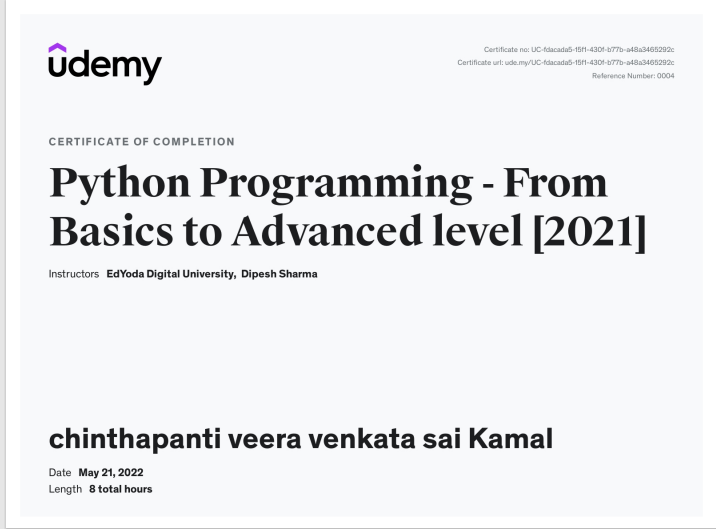 udemy
Certificate no: UC-fdacada5-15f1-430f-b77b-a48a3465292c
Certificate url: ude.my/UC-fdacada5-15f1-430f-b77b-a48a3465292c
Reference Number: 0004
CERTIFICATE OF COMPLETION
Python Programming - From
Basics to Advanced level [2021]
Instructors EdYoda Digital University, Dipesh Sharma
chinthapanti veera venkata sai Kamal
Date May 21, 2022
Length 8 total hours